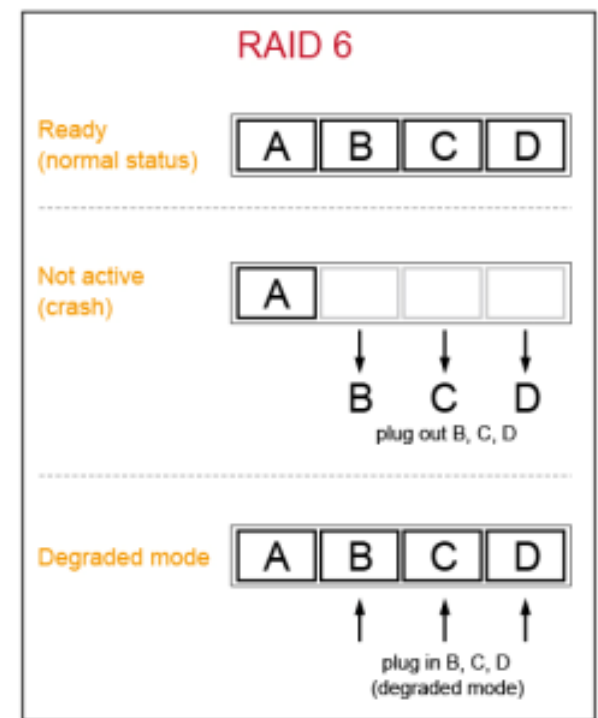 RAID 6
Ready
(normal status)
A B C D
Not active
(crash)
A
B C D
plug out B, C, D
Degraded mode
A B C D
plug in B, C, D
(degraded mode)